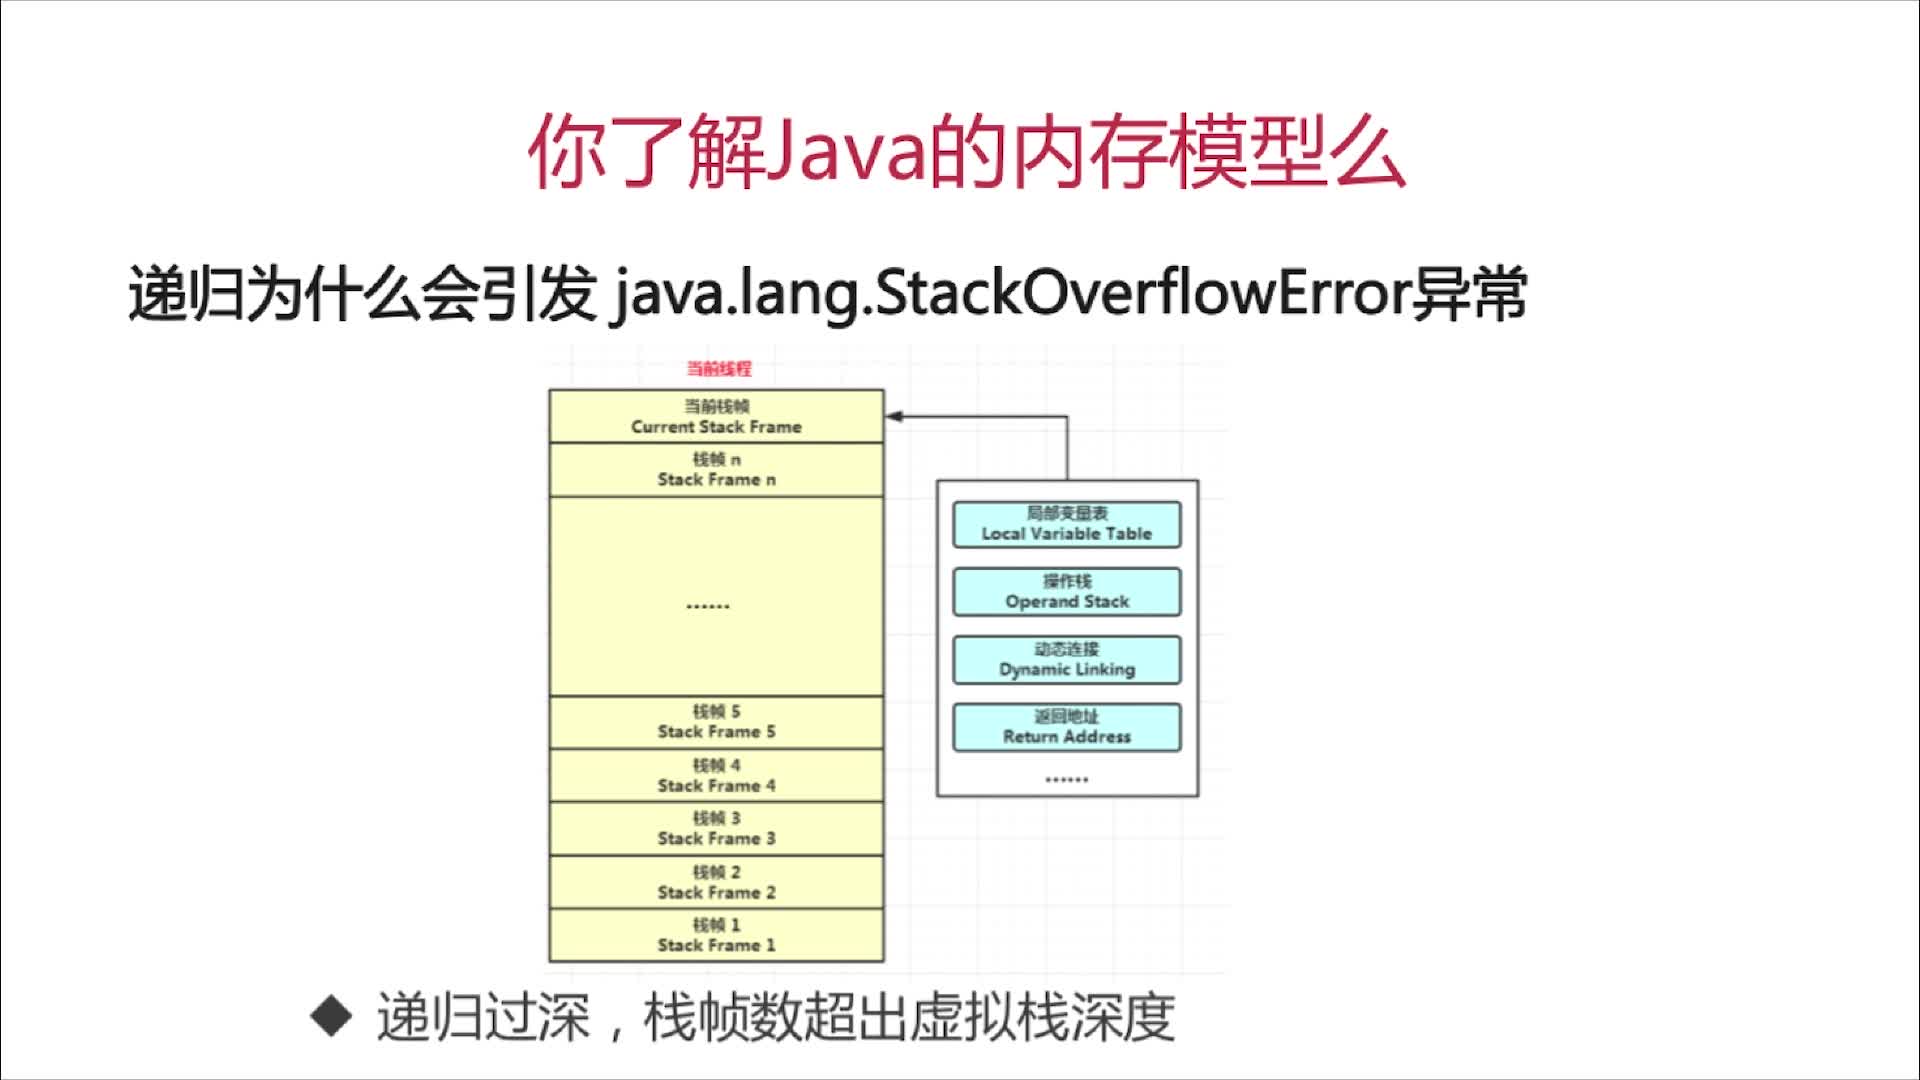 你了解Java的内存模型么
递归为什么会引发 java.lang.StackOverflowError异常
当前线程
当前栈帧
Current Stack Frame
栈帧 n
Stack Frame n
......
栈帧 5
Stack Frame 5
栈帧 4
Stack Frame 4
栈帧 3
Stack Frame 3
栈帧 2
Stack Frame 2
栈帧 1
Stack Frame 1
局部变量表
Local Variable Table
操作栈
Operand Stack
动态连接
Dynamic Linking
返回地址
Return Address
......
◆ 递归过深，栈帧数超出虚拟栈深度